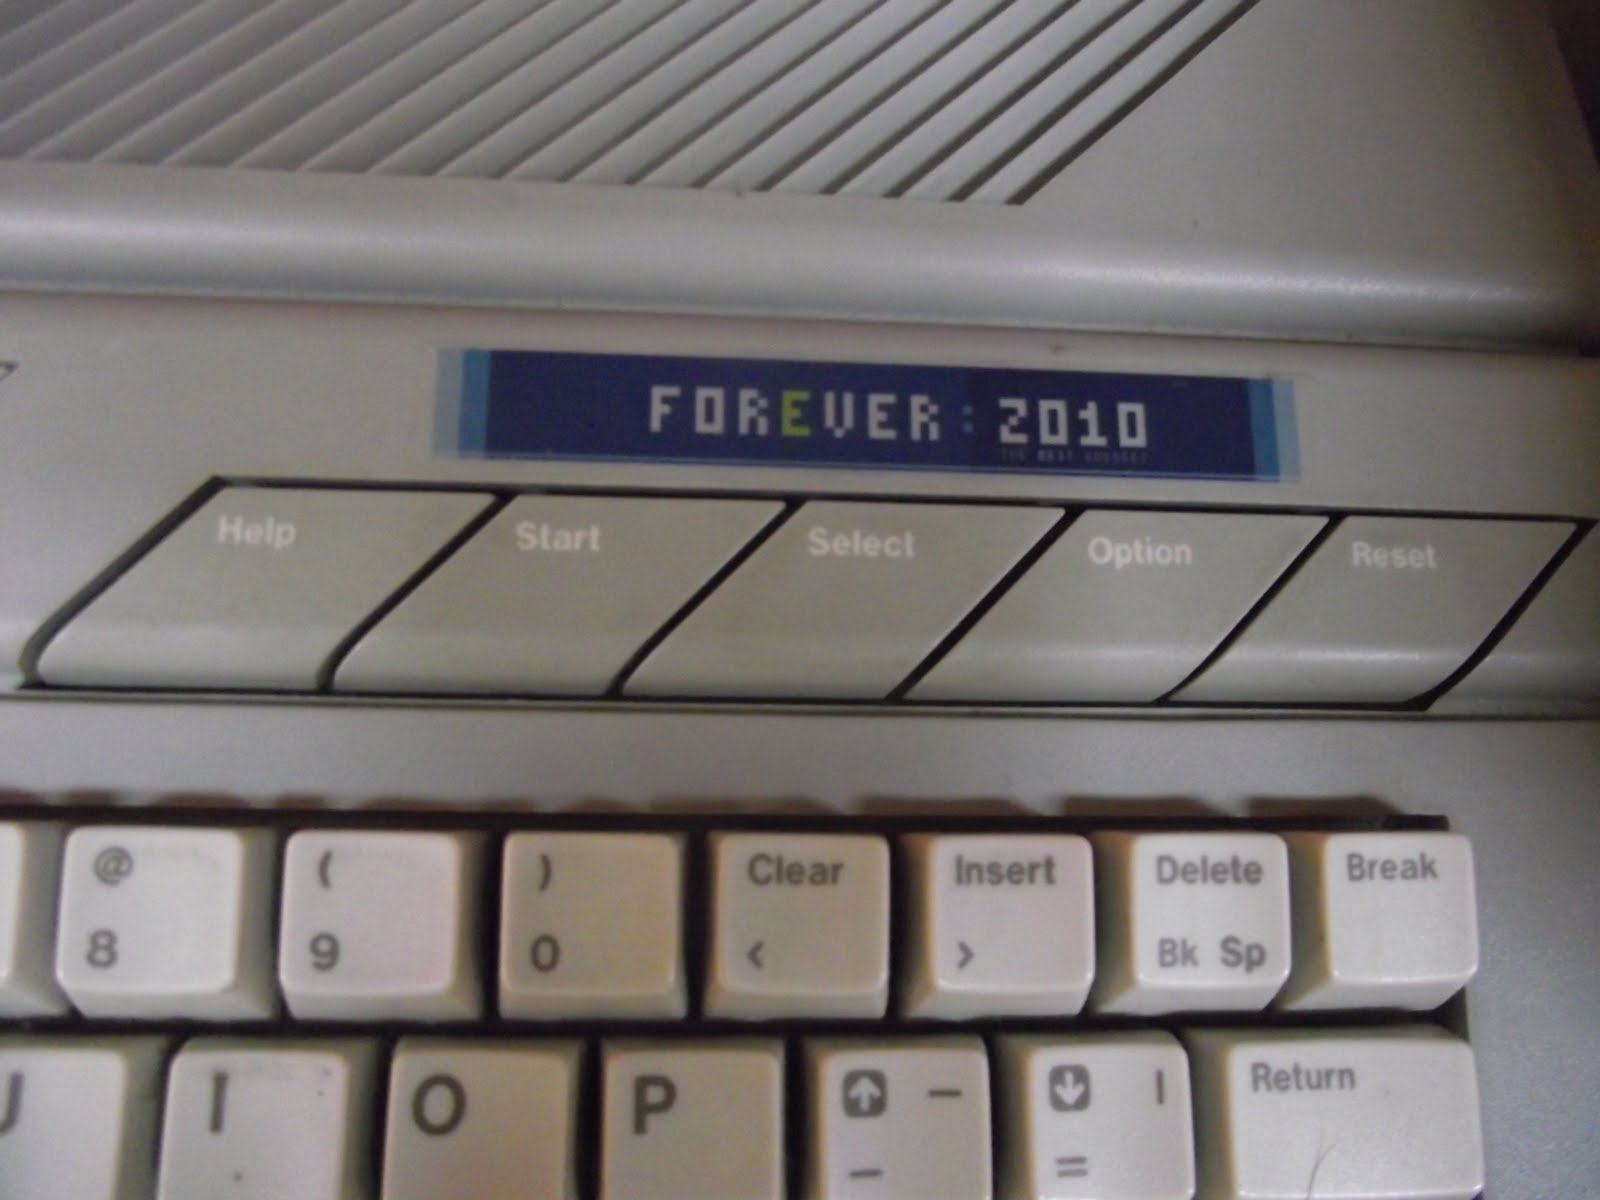 FOREVER: 2010
Help Start Select Option Reset
@ ( ) Clear Insert Delete Break
8 9 0 < > Bk Sp
U I O P ↑ - ↓ | Return
- =